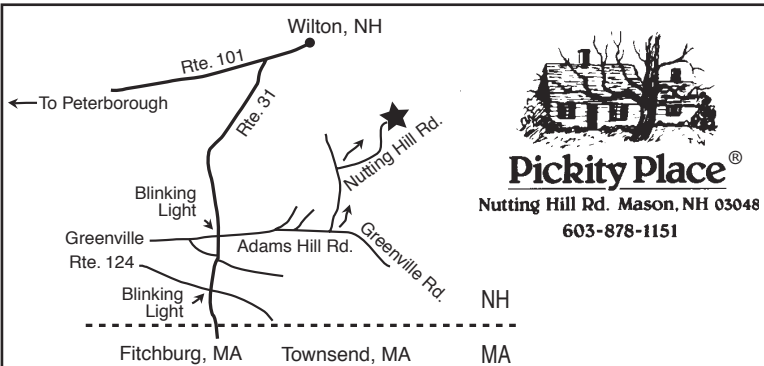 Wilton, NH
Rte. 101
To Peterborough
Rte. 31
Nutting Hill Rd.
Blinking
Light
Greenville
Adams Hill Rd.
Greenville Rd.
Rte. 124
Blinking
Light
NH
Fitchburg, MA
Townsend, MA
MA
Pickity Place®
Nutting Hill Rd. Mason, NH 03048
603-878-1151